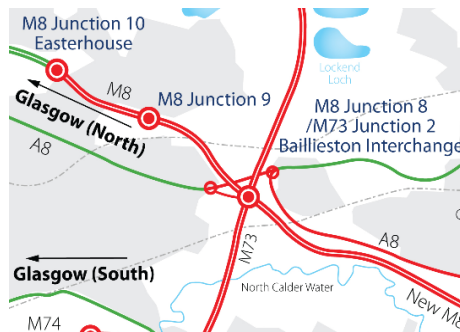 M8 Junction 10
Easterhouse
M8
Glasgow (North)
A8
M8 Junction 9
Lockend
Loch
M8 Junction 8
/M73 Junction 2
Baillieston Interchange
A8
M73
Glasgow (South)
North Calder Water
New M8
M74